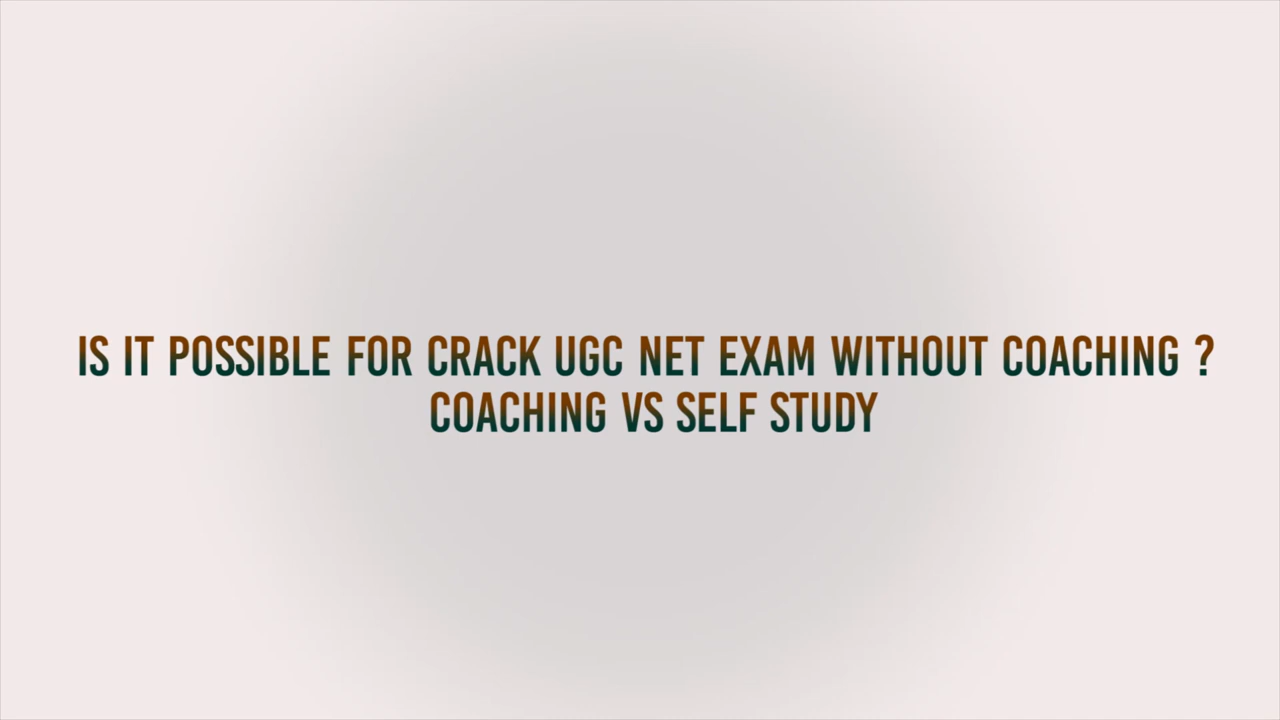 IS IT POSSIBLE FOR CRACK UGC NET EXAM WITHOUT COACHING ?
COACHING VS SELF STUDY